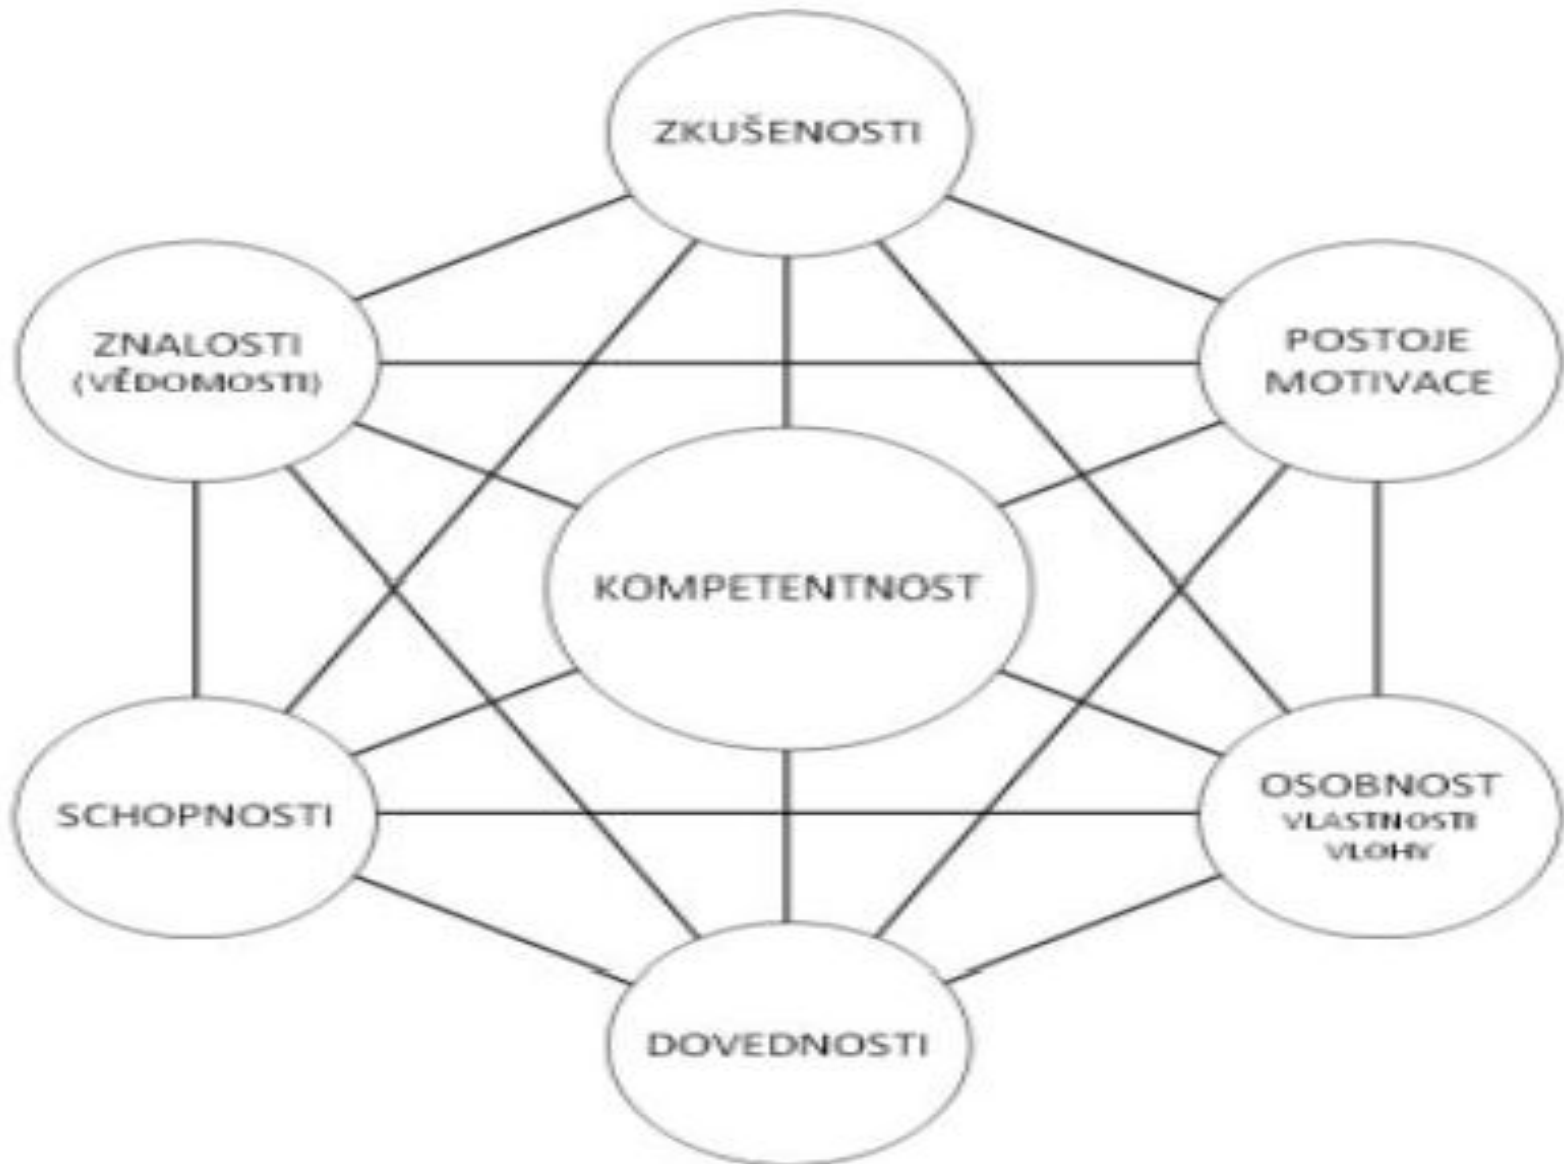 ZKUŠENOSTI
ZNALOSTI
(VĚDOMOSTI)
POSTOJE
MOTIVACE
KOMPETENTNOST
SCHOPNOSTI
OSOBNOST
VLASTNOSTI
VLOHY
DOVEDNOSTI